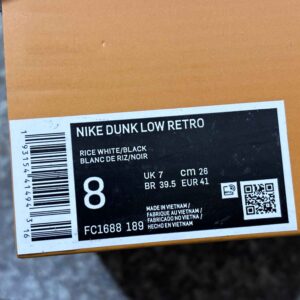 NIKE DUNK LOW RETRO
RICE WHITE/BLACK
BLANC DE RIZ/NOIR
8
UK 7 cm 26
BR 39.5 EUR 41
FC1688 189
MADE IN VIETNAM /
FABRIQUÉ AU VIETNAM /
FABRICADO NO VIETNAM /
HECHO EN VIETNAM